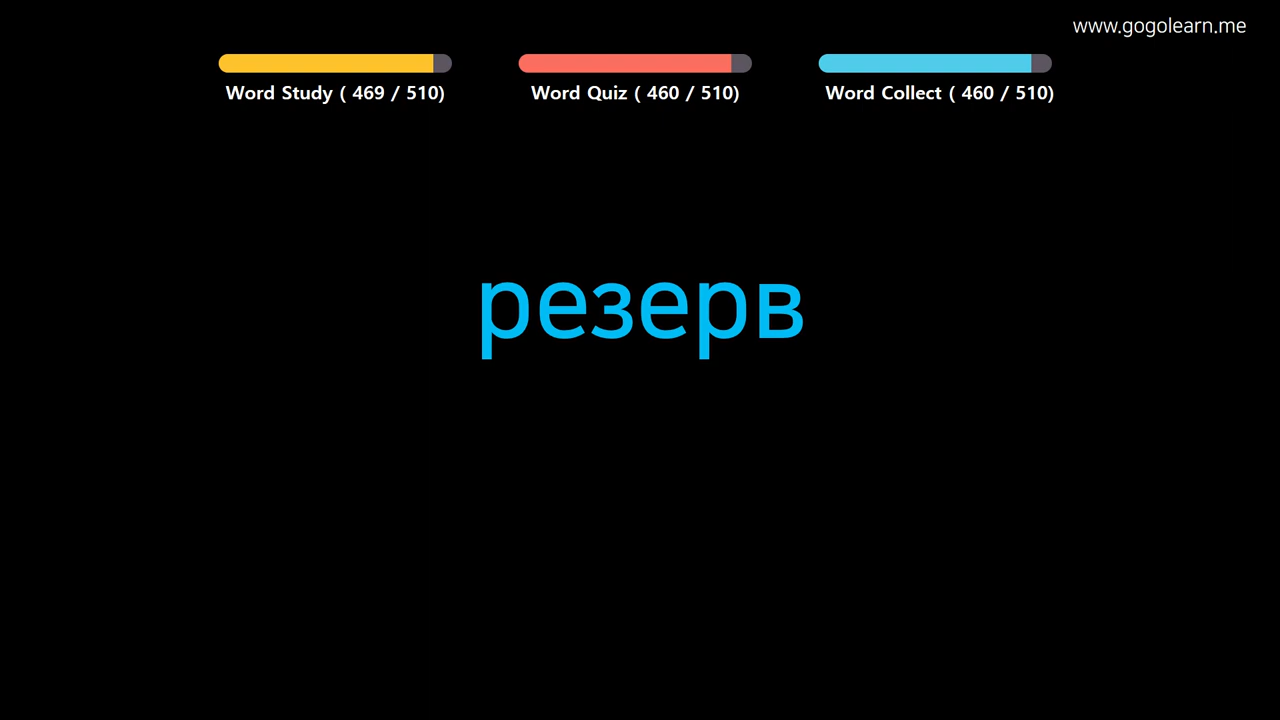 www.gogolearn.me
Word Study ( 469 / 510)
Word Quiz ( 460 / 510)
Word Collect ( 460 / 510)
резерв